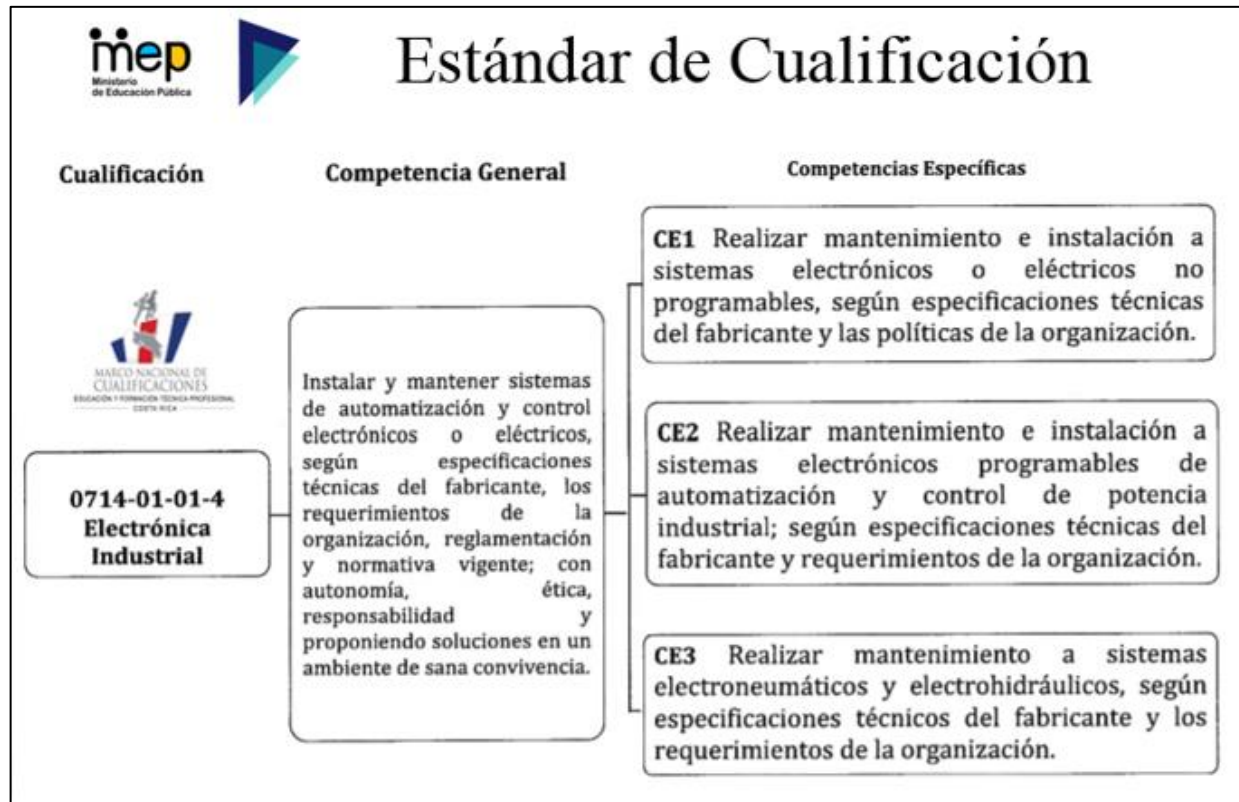 mep
Ministerio
de Educación Pública
Estándar de Cualificación
Cualificación
Competencia General
Competencias Específicas
MARCO NACIONAL DE
CUALIFICACIONES
EDUCACIÓN Y FORMACIÓN TÉCNICA PROFESIONAL
COSTA RICA
0714-01-01-4
Electrónica
Industrial
Instalar y mantener sistemas
de automatización y control
electrónicos o eléctricos,
según especificaciones
técnicas del fabricante, los
requerimientos de la
organización, reglamentación
y normativa vigente; con
autonomía, ética,
responsabilidad y
proponiendo soluciones en un
ambiente de sana convivencia.
CE1 Realizar mantenimiento e instalación a
sistemas electrónicos o eléctricos no
programables, según especificaciones técnicas
del fabricante y las políticas de la organización.
CE2 Realizar mantenimiento e instalación a
sistemas electrónicos programables de
automatización y control de potencia
industrial; según especificaciones técnicas del
fabricante y requerimientos de la organización.
CE3 Realizar mantenimiento a sistemas
electroneumáticos y electrohidráulicos, según
especificaciones técnicos del fabricante y los
requerimientos de la organización.